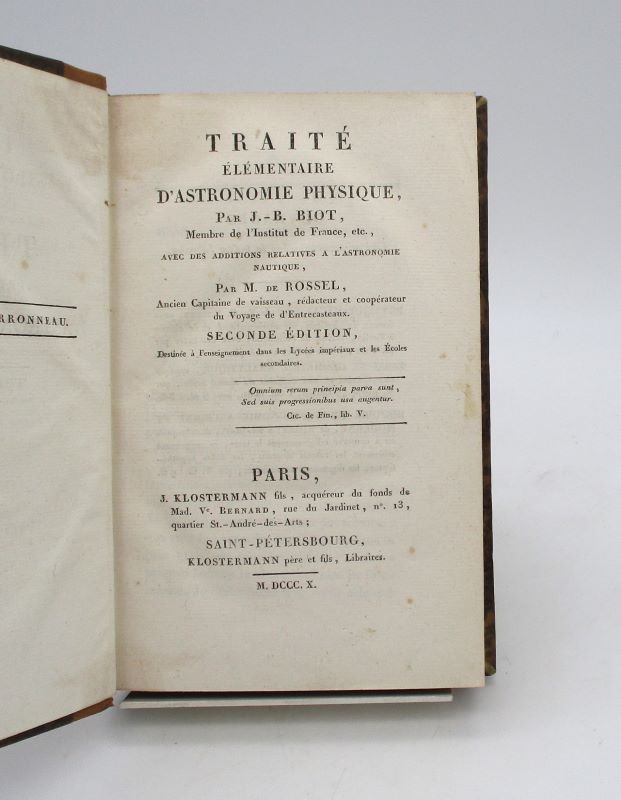 RRONNEAU.
TRAITÉ
ÉLÉMENTAIRE
D'ASTRONOMIE PHYSIQUE,
PAR J.-B. BIOT,
Membre de l'Institut de France, etc.,
AVEC DES ADDITIONS RELATIVES A L'ASTRONOMIE
NAUTIQUE,
PAR M. DE ROSSEL,
Ancien Capitaine de vaisseau, rédacteur et coopérateur
du Voyage de d'Entrecasteaux.
SECONDE ÉDITION,
Destinée à l'enseignement dans les Lycées impériaux et les Écoles
secondaires.
Omnium rerum principia parva sunt,
Sed suis progressionibus usa augentur.
CIC. de FIN., lib. V.
PARIS,
J. KLOSTERMANN fils, acquéreur du fonds de
Mad. Ve. BERNARD, rue du Jardinet, n°. 13,
quartier St.-André-des-Arts;
SAINT-PÉTERSBOURG,
KLOSTERMANN père et fils, Libraires.
M. DCCC. X.